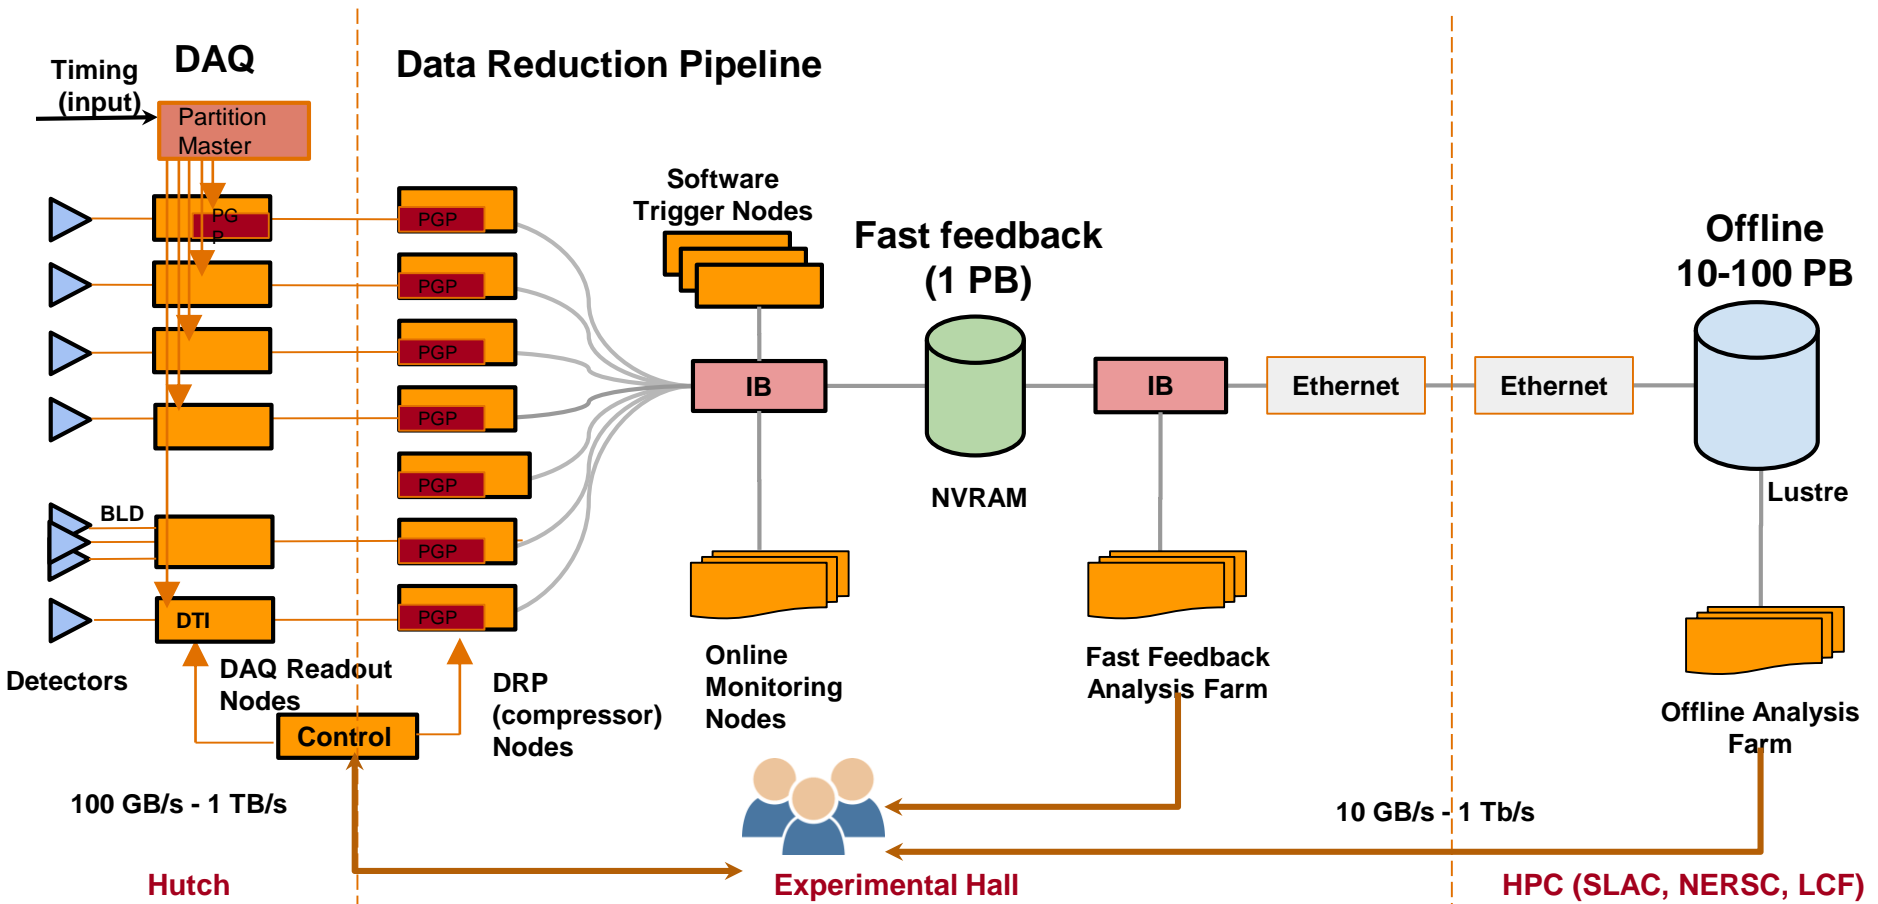 DAQ
Data Reduction Pipeline
Timing
(input)
Partition
Master
PG
P
PGP
PGP
PGP
PGP
PGP
PGP
PGP
Software
Trigger Nodes
Fast feedback
(1 PB)
Offline
10-100 PB
IB
IB
Ethernet
Ethernet
NVRAM
Lustre
BLD
DTI
Detectors
DAQ Readout
Nodes
Control
DRP
(compressor)
Nodes
Online
Monitoring
Nodes
Fast Feedback
Analysis Farm
Offline Analysis
Farm
100 GB/s - 1 TB/s
10 GB/s - 1 Tb/s
Hutch
Experimental Hall
HPC (SLAC, NERSC, LCF)